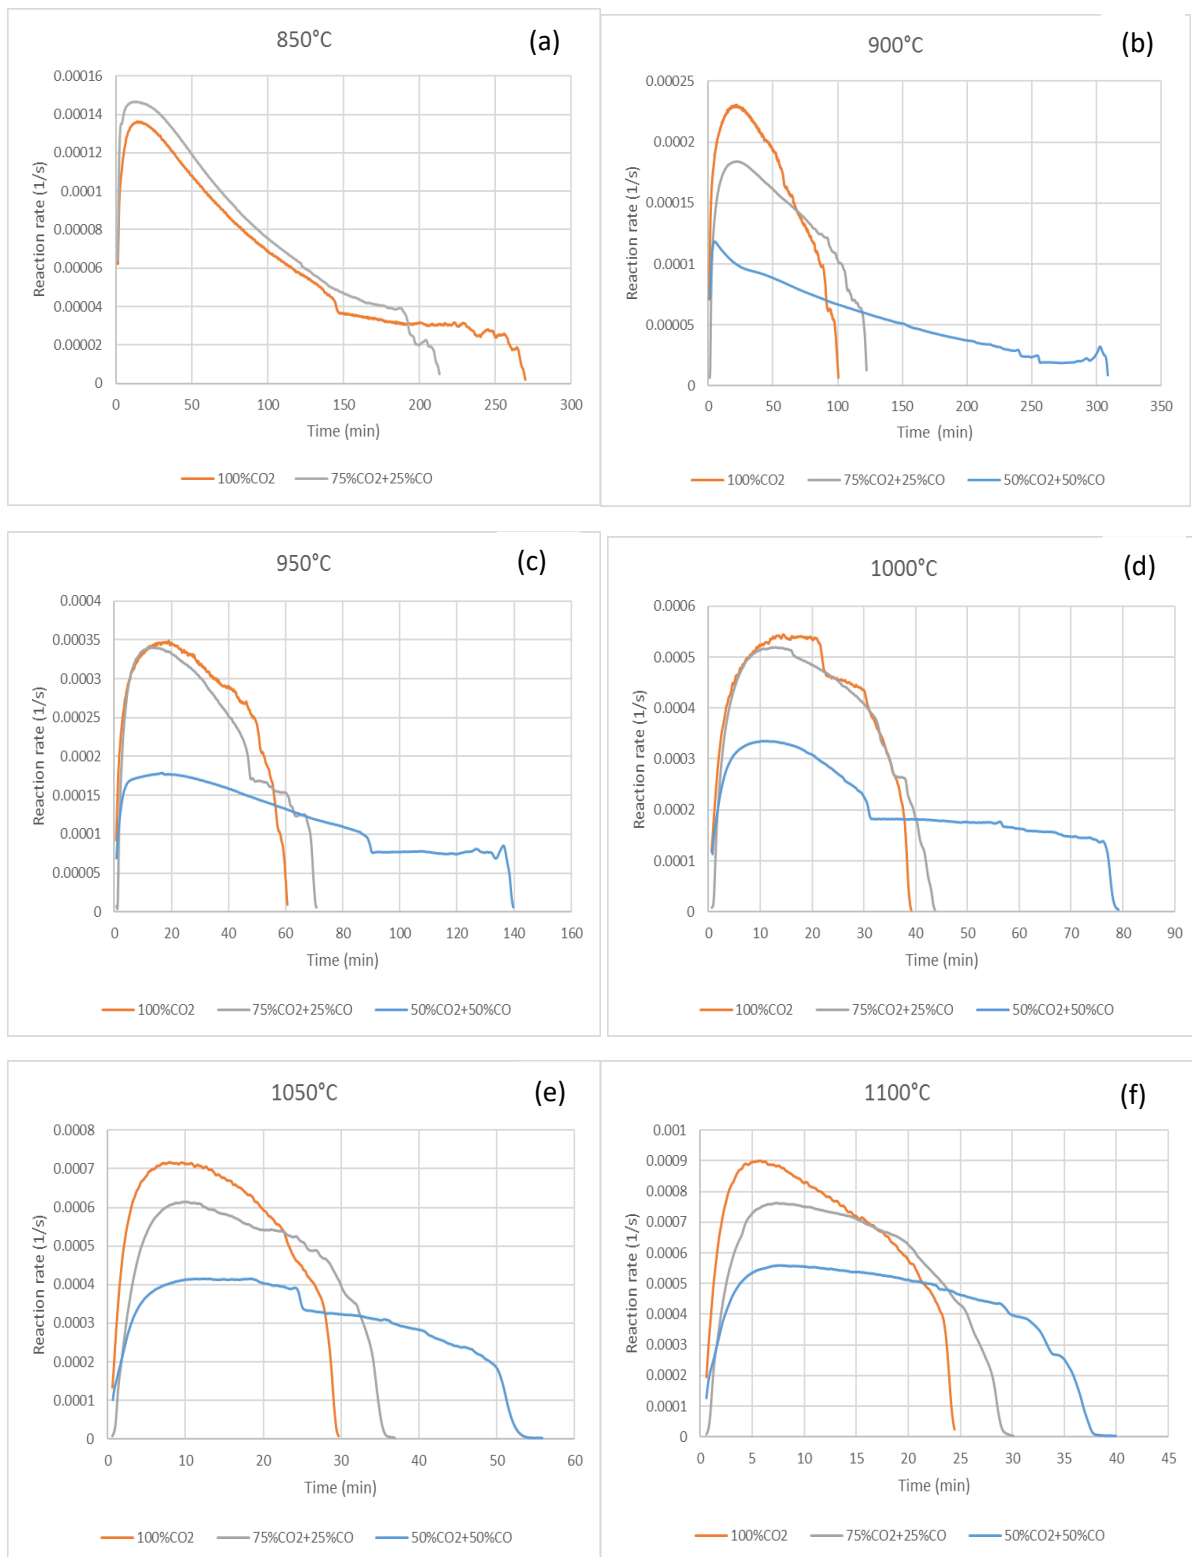 850°C
(a)
Reaction rate (1/s)
0.00016
0.00014
0.00012
0.0001
0.00008
0.00006
0.00004
0.00002
0
0 50 100 150 200 250 300
Time (min)
100%CO2 75%CO2+25%CO
900°C
(b)
Reaction rate (1/s)
0.00025
0.0002
0.00015
0.0001
0.00005
0
0 50 100 150 200 250 300 350
Time (min)
100%CO2 75%CO2+25%CO 50%CO2+50%CO
950°C
(c)
Reaction rate (1/s)
0.0004
0.00035
0.0003
0.00025
0.0002
0.00015
0.0001
0.00005
0
0 20 40 60 80 100 120 140 160
Time (min)
100%CO2 75%CO2+25%CO 50%CO2+50%CO
1000°C
(d)
Reaction rate (1/s)
0.0006
0.0005
0.0004
0.0003
0.0002
0.0001
0
0 10 20 30 40 50 60 70 80 90
Time (min)
100%CO2 75%CO2+25%CO 50%CO2+50%CO
1050°C
(e)
Reaction rate (1/s)
0.0008
0.0007
0.0006
0.0005
0.0004
0.0003
0.0002
0.0001
0
0 10 20 30 40 50 60
Time (min)
100%CO2 75%CO2+25%CO 50%CO2+50%CO
1100°C
(f)
Reaction rate (1/s)
0.001
0.0009
0.0008
0.0007
0.0006
0.0005
0.0004
0.0003
0.0002
0.0001
0
0 5 10 15 20 25 30 35 40 45
Time (min)
100%CO2 75%CO2+25%CO 50%CO2+50%CO